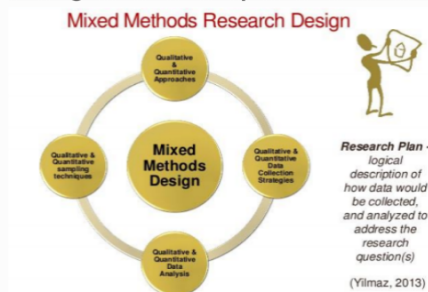 Mixed Methods Research Design
Qualitative
&
Quantitative
Approaches
Qualitative &
Quantitative
sampling
techniques
Mixed
Methods
Design
Qualitative &
Quantitative
Data
Collection
Strategies
Qualitative &
Quantitative
Data
Analysis
Research Plan -
logical
description of
how data would
be collected,
and analyzed to
address the
research
question(s)
(Yilmaz, 2013)